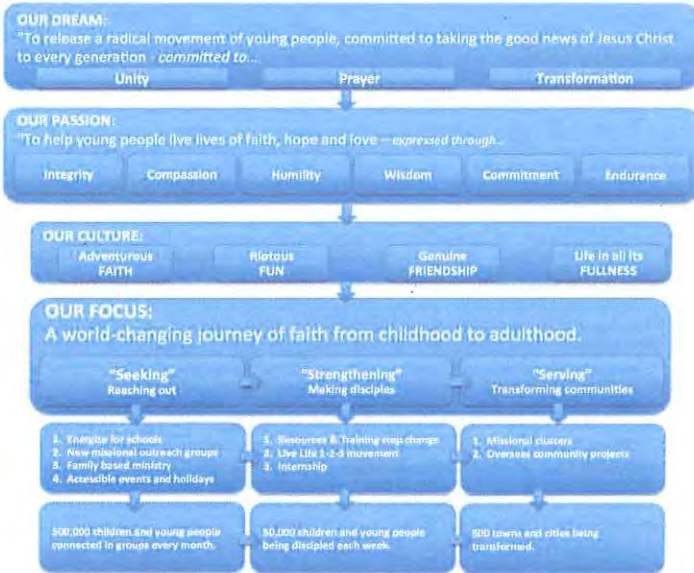 OUR DREAM:
"To release a radical movement of young people, committed to taking the good news of Jesus Christ
to every generation - committed to...
Unity
Prayer
Transformation
OUR PASSION:
"To help young people live lives of faith, hope and love – expressed through...
Integrity
Compassion
Humility
Wisdom
Commitment
Endurance
OUR CULTURE:
Adventurous
FAITH
Riotous
FUN
Genuine
FRIENDSHIP
Life in all its
FULLNESS
OUR FOCUS:
A world-changing journey of faith from childhood to adulthood.
"Seeking"
Reaching out
"Strengthening"
Making disciples
"Serving"
Transforming communities
1. Energize for schools
2. New missional outreach groups
3. Family based ministry
4. Accessible events and holidays
1. Resources & Training step change
2. Live Life 1-2-3 movement
3. Internship
1. Missional clusters
2. Overseas community projects
500,000 children and young people
connected in groups every month.
50,000 children and young people
being discipled each week.
500 towns and cities being
transformed.